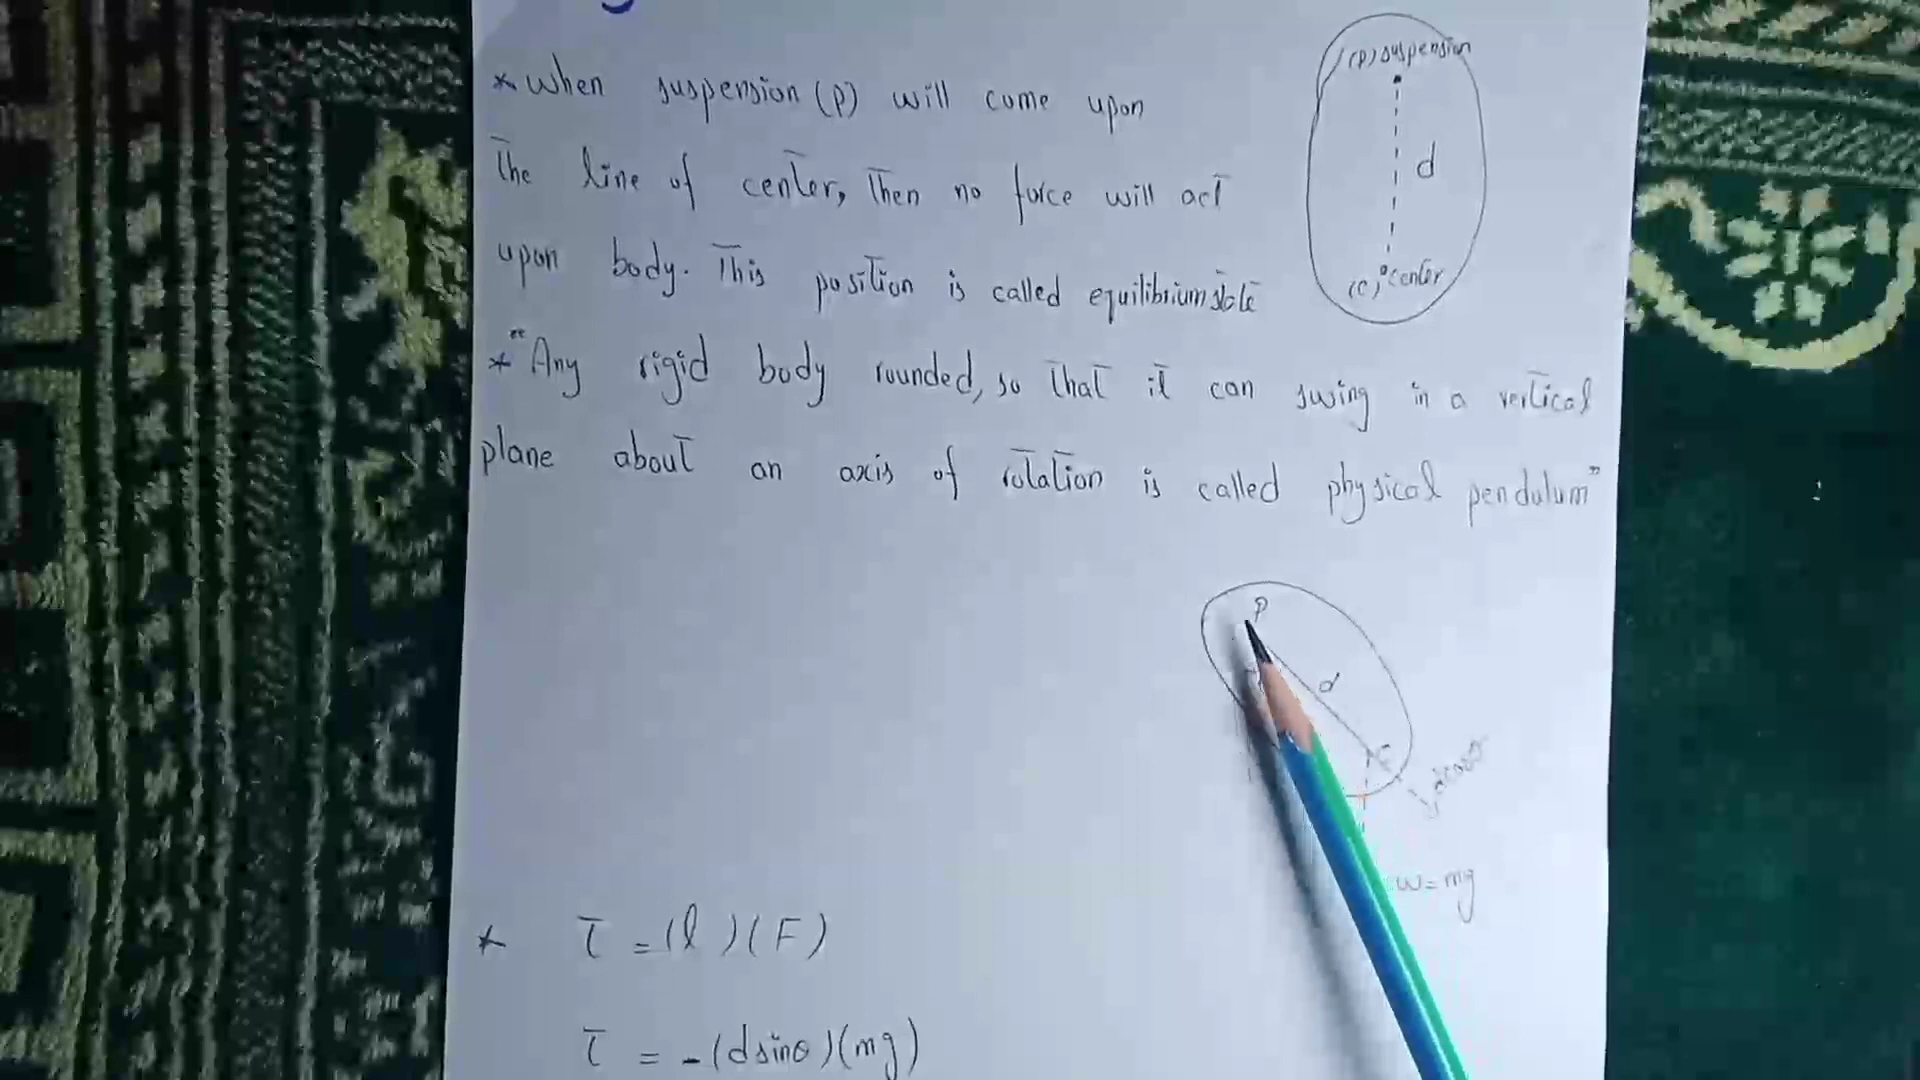 * When suspension (P) will come upon
The line of center, Then no force will act
upon body. This position is called equilibrium state
* "Any rigid body rounded, so That it can swing in a vertical
plane about an axis of rotation is called physical pendulum"
(P) suspension
d
(C) center
P
d
C
w = mg
* τ = (l)(F)
τ = -(dsinθ)(mg)